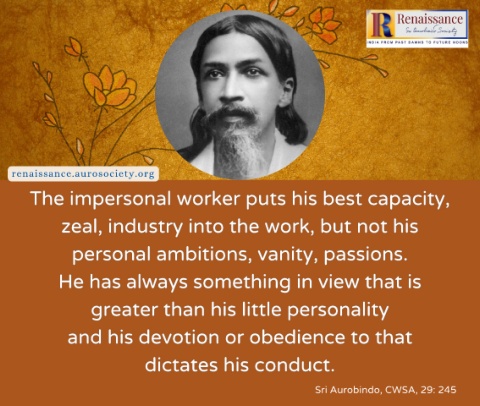 Renaissance
Sri Aurobindo Society
INDIA FROM PAST DAWNS TO FUTURE NOONS
renaissance.aurosociety.org
The impersonal worker puts his best capacity,
zeal, industry into the work, but not his
personal ambitions, vanity, passions.
He has always something in view that is
greater than his little personality
and his devotion or obedience to that
dictates his conduct.
Sri Aurobindo, CWSA, 29: 245